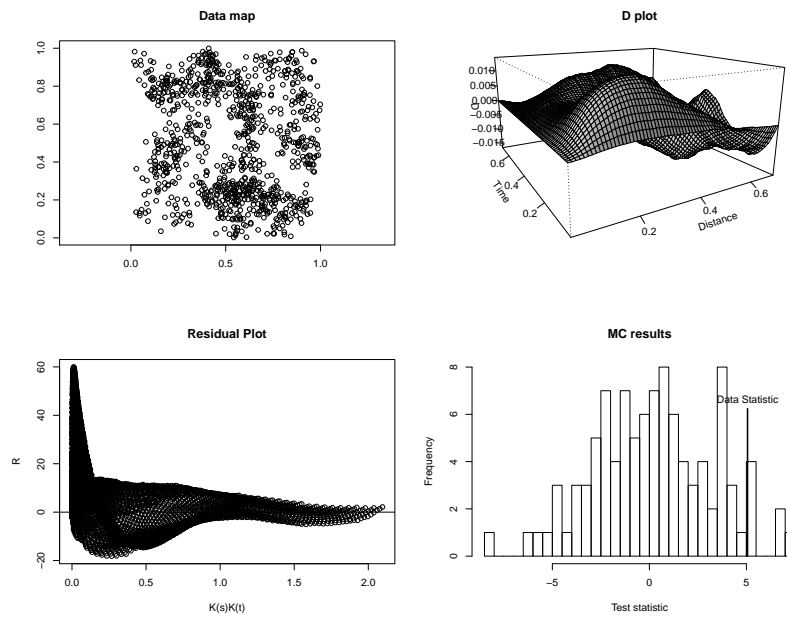 Data map
1.0
0.8
0.6
0.4
0.2
0.0
0.0 0.5 1.0
D plot
0.010
0.005
0.000
−0.005
−0.010
−0.015
D
0.6
0.4
0.2
Time
0.2
0.4
0.6
Distance
Residual Plot
60
40
20
0
−20
R
0.0 0.5 1.0 1.5 2.0
K(s)K(t)
MC results
8
6
4
2
0
Frequency
Data Statistic
−5 0 5
Test statistic